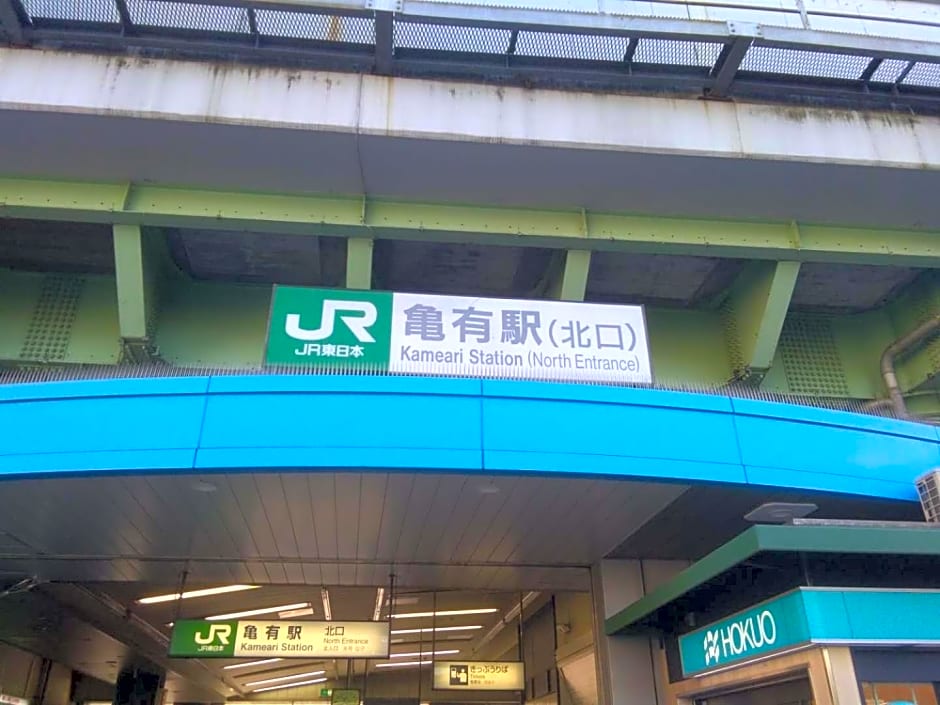 JR
JR東日本
亀有駅(北口)
Kameari Station (North Entrance)
JR
JR東日本
亀有駅 北口
Kameari Station North Entrance
きっぷうりば
Tickets
HOKUO